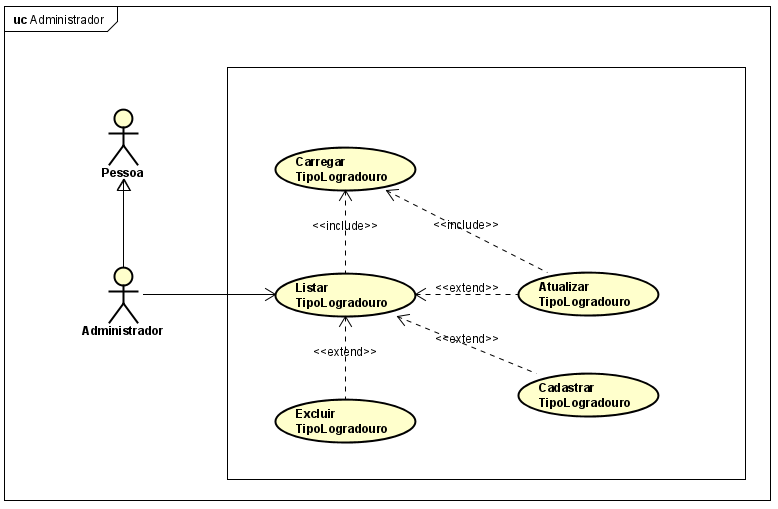 uc Administrador
Pessoa
Carregar
TipoLogradouro
<<include>>
<<include>>
Administrador
Listar
TipoLogradouro
<<extend>>
Atualizar
TipoLogradouro
<<extend>>
<<extend>>
Cadastrar
TipoLogradouro
Excluir
TipoLogradouro